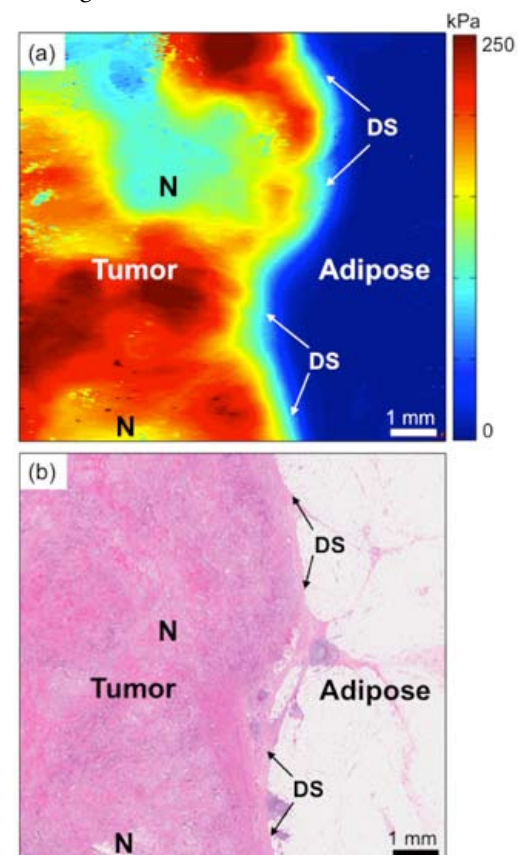 kPa
(a)
250
DS
N
Tumor
Adipose
DS
N
1 mm
0
(b)
DS
N
Tumor
Adipose
DS
N
1 mm